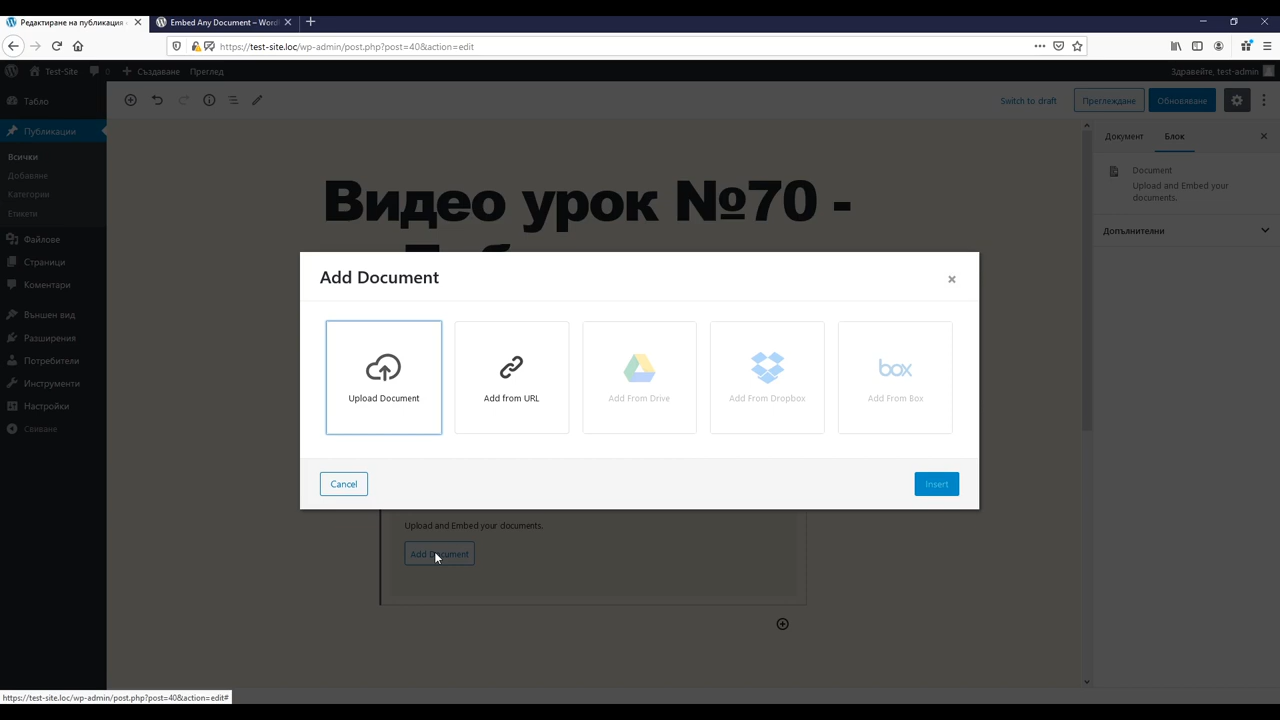 Редактиране на публикация
Embed Any Document – Word
https://test-site.loc/wp-admin/post.php?post=40&action=edit
Test-Site
0
Създаване
Преглед
Здравейте, test-admin
Табло
Публикации
Всички
Добавяне
Категории
Етикети
Файлове
Страници
Коментари
Външен вид
Разширения
Потребители
Инструменти
Настройки
Свиване
Switch to draft
Преглеждане
Обновяване
Видео урок №70 -
Документ
Блок
Document
Upload and Embed your
documents.
Допълнителни
Add Document
Upload Document
Add from URL
Add From Drive
Add From Dropbox
box
Add From Box
Cancel
Insert
Upload and Embed your documents.
Add Document
https://test-site.loc/wp-admin/post.php?post=40&action=edit#